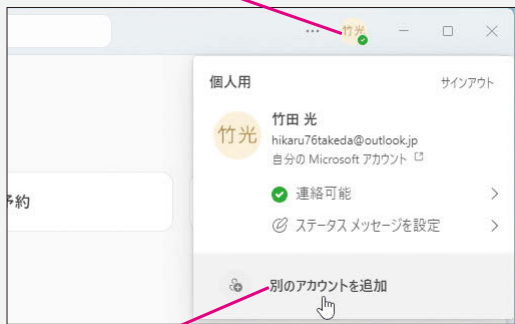 … 竹光
個人用 サインアウト
竹光 竹田 光
hikaru76takeda@outlook.jp
自分の Microsoft アカウント
連絡可能
予約
ステータス メッセージを設定
別のアカウントを追加